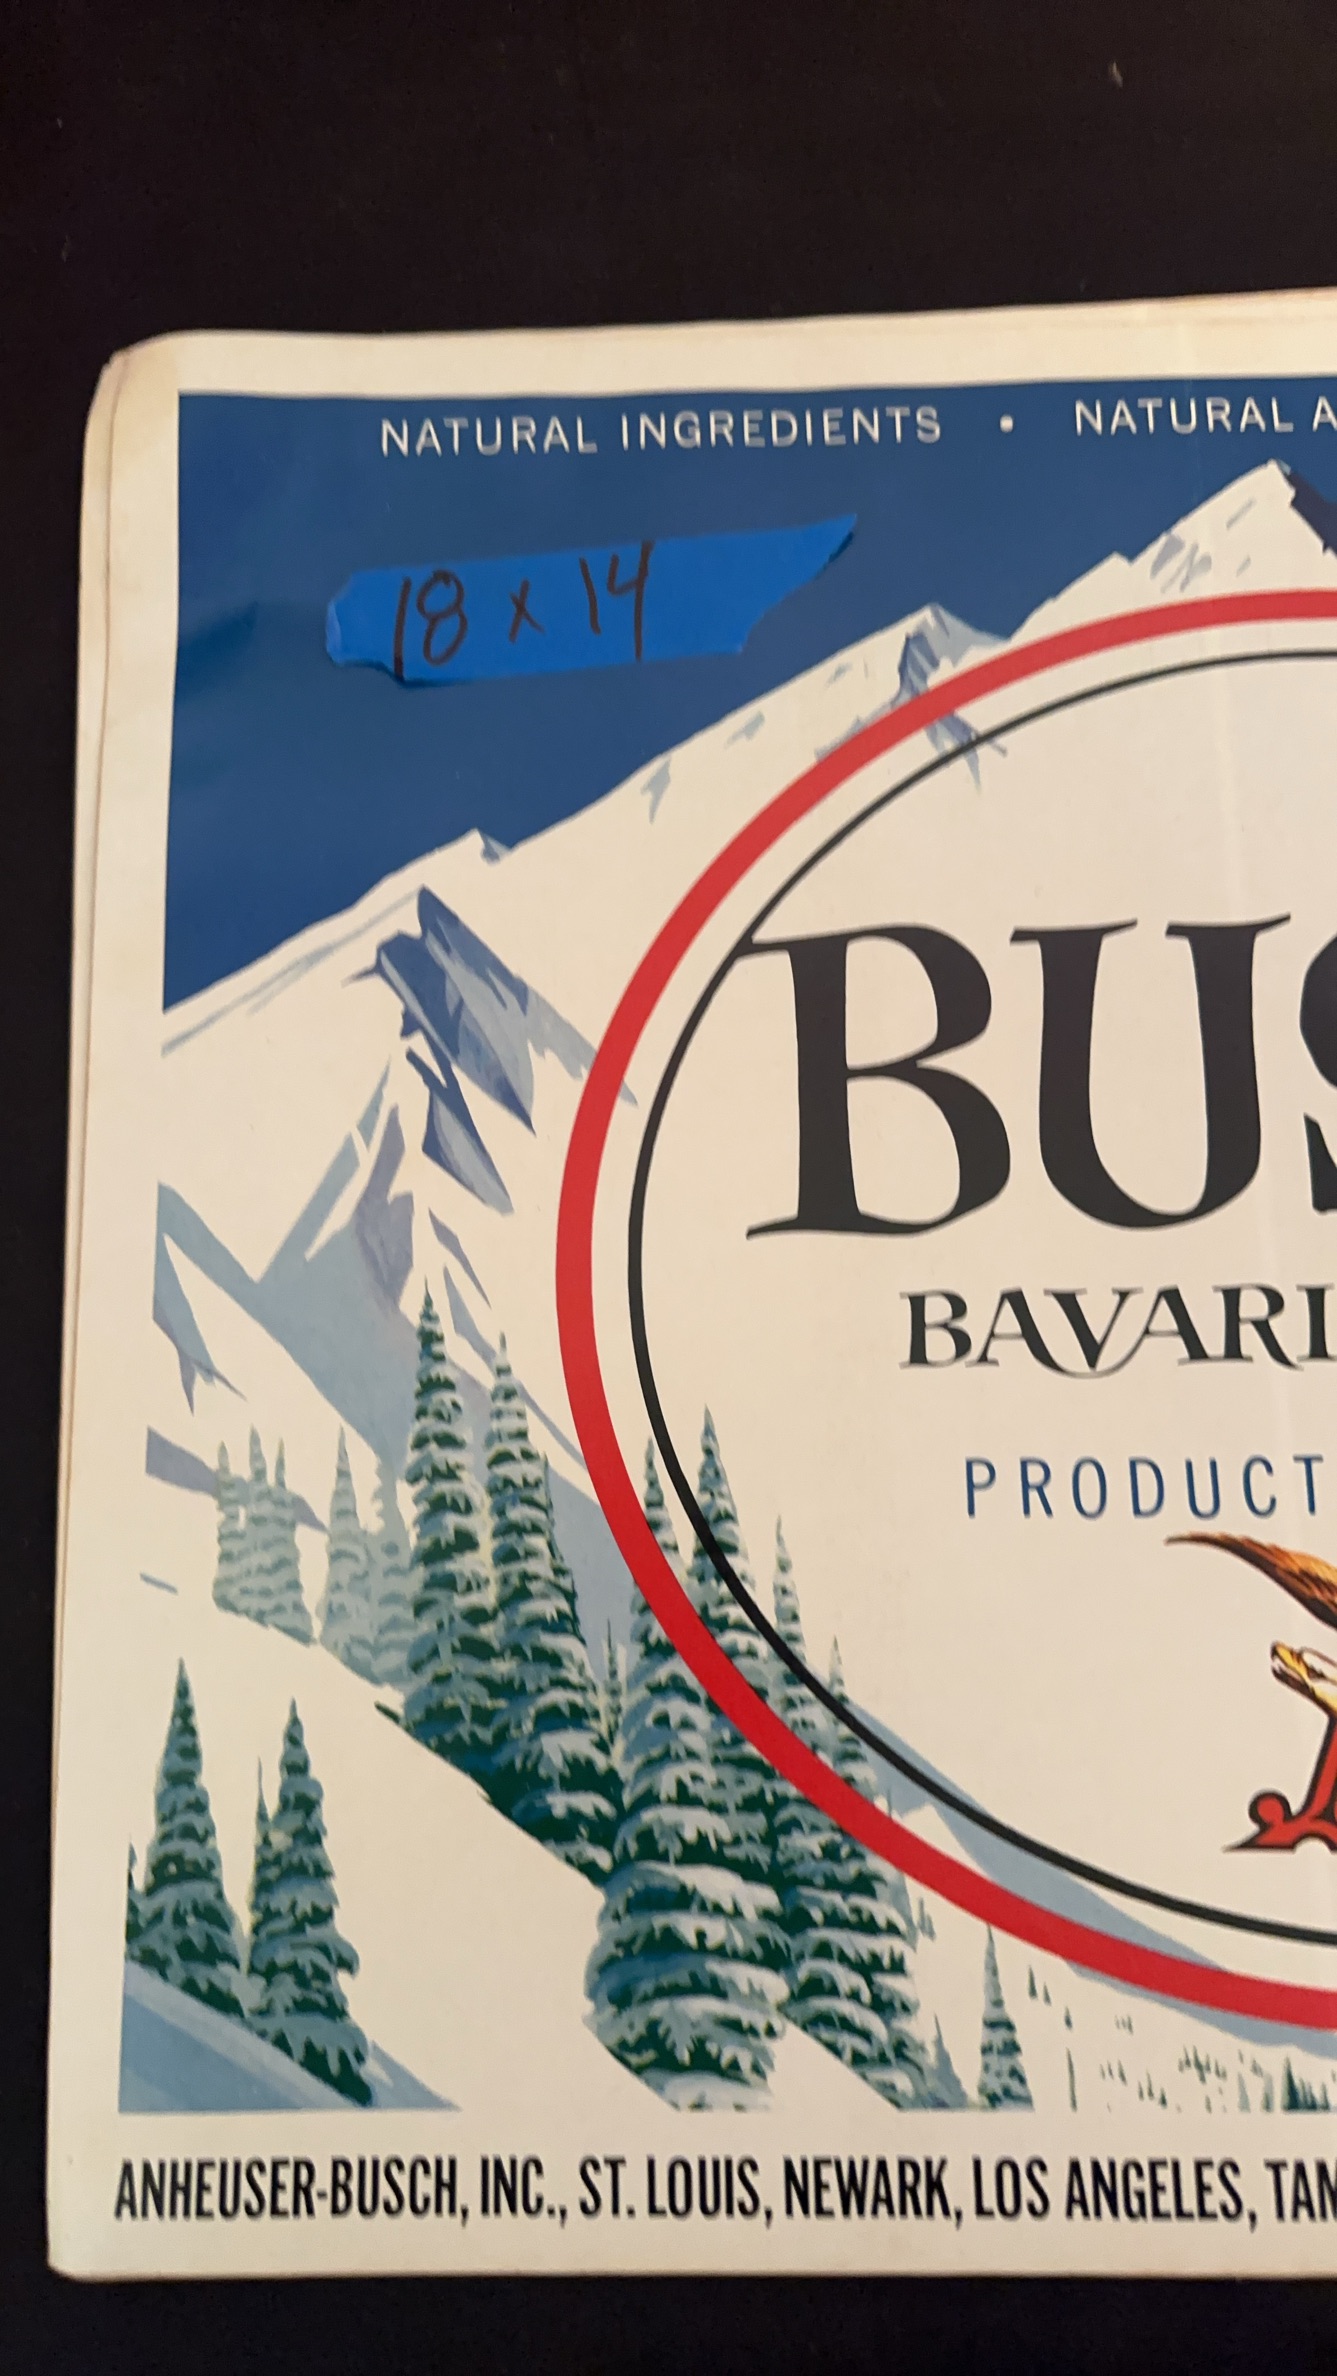 NATURAL INGREDIENTS • NATURAL A
18 x 14
BUS
BAVARI
PRODUCT
ANHEUSER-BUSCH, INC., ST. LOUIS, NEWARK, LOS ANGELES, TAM